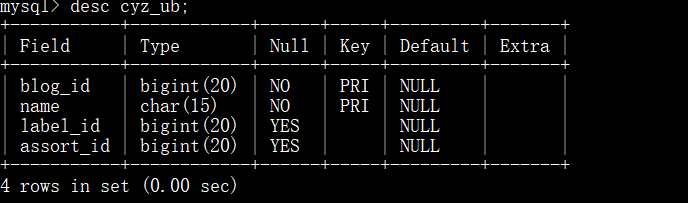 mysql> desc cyz_ub;
+-----------+------------+------+-----+---------+-------+
| Field     | Type       | Null | Key | Default | Extra |
+-----------+------------+------+-----+---------+-------+
| blog_id   | bigint(20) | NO   | PRI | NULL    |       |
| name      | char(15)   | NO   | PRI | NULL    |       |
| label_id  | bigint(20) | YES  |     | NULL    |       |
| assort_id | bigint(20) | YES  |     | NULL    |       |
+-----------+------------+------+-----+---------+-------+
4 rows in set (0.00 sec)